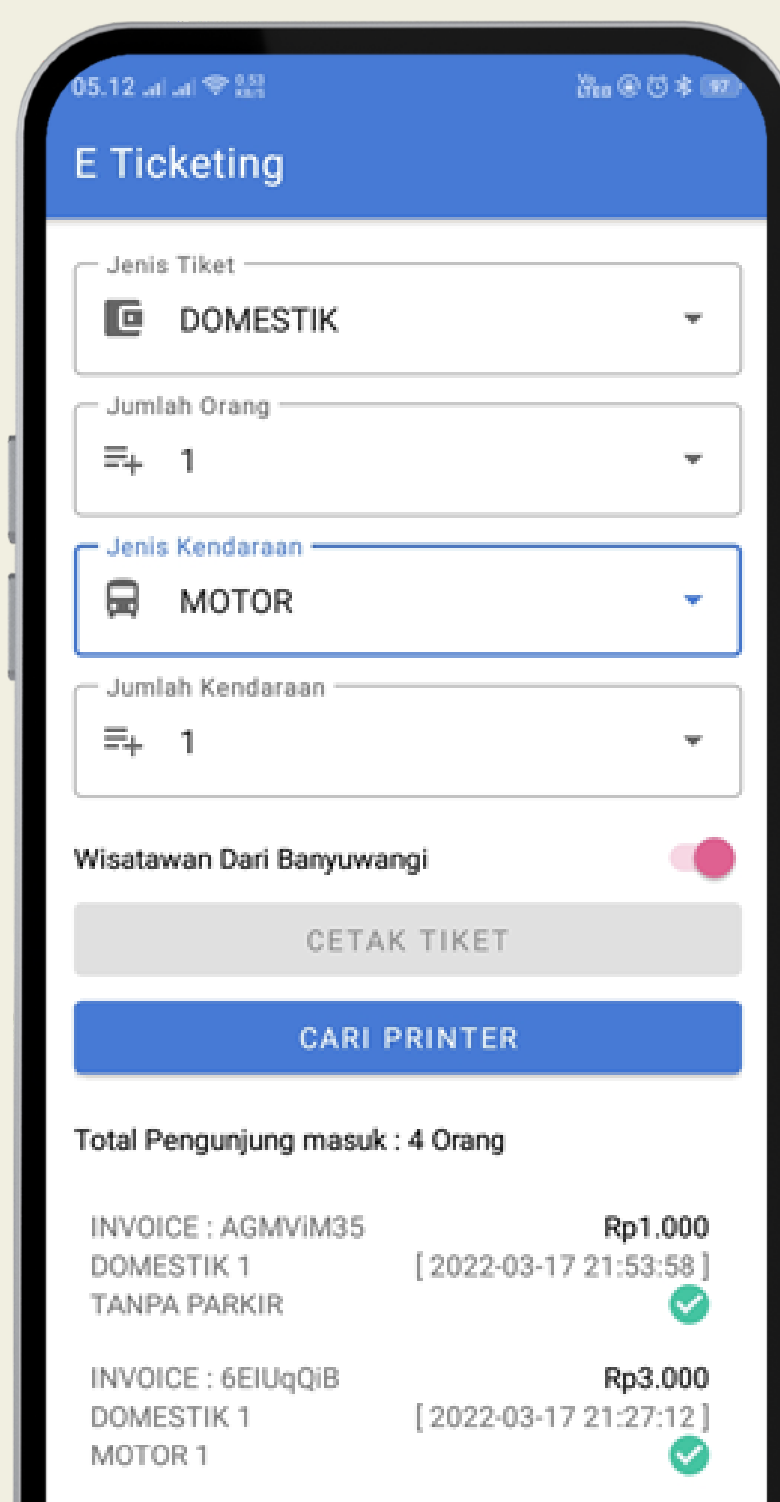 05.12
97
E Ticketing
Jenis Tiket
DOMESTIK
Jumlah Orang
1
Jenis Kendaraan
MOTOR
Jumlah Kendaraan
1
Wisatawan Dari Banyuwangi
CETAK TIKET
CARI PRINTER
Total Pengunjung masuk : 4 Orang
INVOICE : AGMViM35 Rp1.000
DOMESTIK 1 [ 2022-03-17 21:53:58 ]
TANPA PARKIR
INVOICE : 6EIUqQiB Rp3.000
DOMESTIK 1 [ 2022-03-17 21:27:12 ]
MOTOR 1